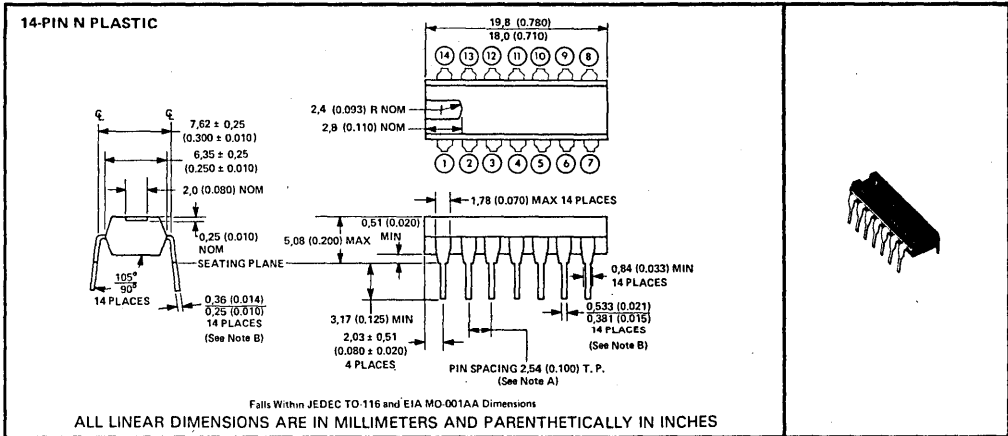 14-PIN N PLASTIC
19,8 (0.780)
18,0 (0.710)
14 13 12 11 10 9 8
2,4 (0.093) R NOM
2,8 (0.110) NOM
1 2 3 4 5 6 7
℄ ℄
7,62 ± 0,25
(0.300 ± 0.010)
6,35 ± 0,25
(0.250 ± 0.010)
2,0 (0.080) NOM
0,25 (0.010)
NOM
SEATING PLANE
105°
90°
14 PLACES
0,36 (0.014)
0,25 (0.010)
14 PLACES
(See Note B)
1,78 (0.070) MAX 14 PLACES
0,51 (0.020)
MIN
5,08 (0.200) MAX
0,84 (0.033) MIN
14 PLACES
3,17 (0.125) MIN
0,533 (0.021)
0,381 (0.015)
14 PLACES
(See Note B)
2,03 ± 0,51
(0.080 ± 0.020)
4 PLACES
PIN SPACING 2,54 (0.100) T. P.
(See Note A)
Falls Within JEDEC TO-116 and EIA MO-001AA Dimensions
ALL LINEAR DIMENSIONS ARE IN MILLIMETERS AND PARENTHETICALLY IN INCHES